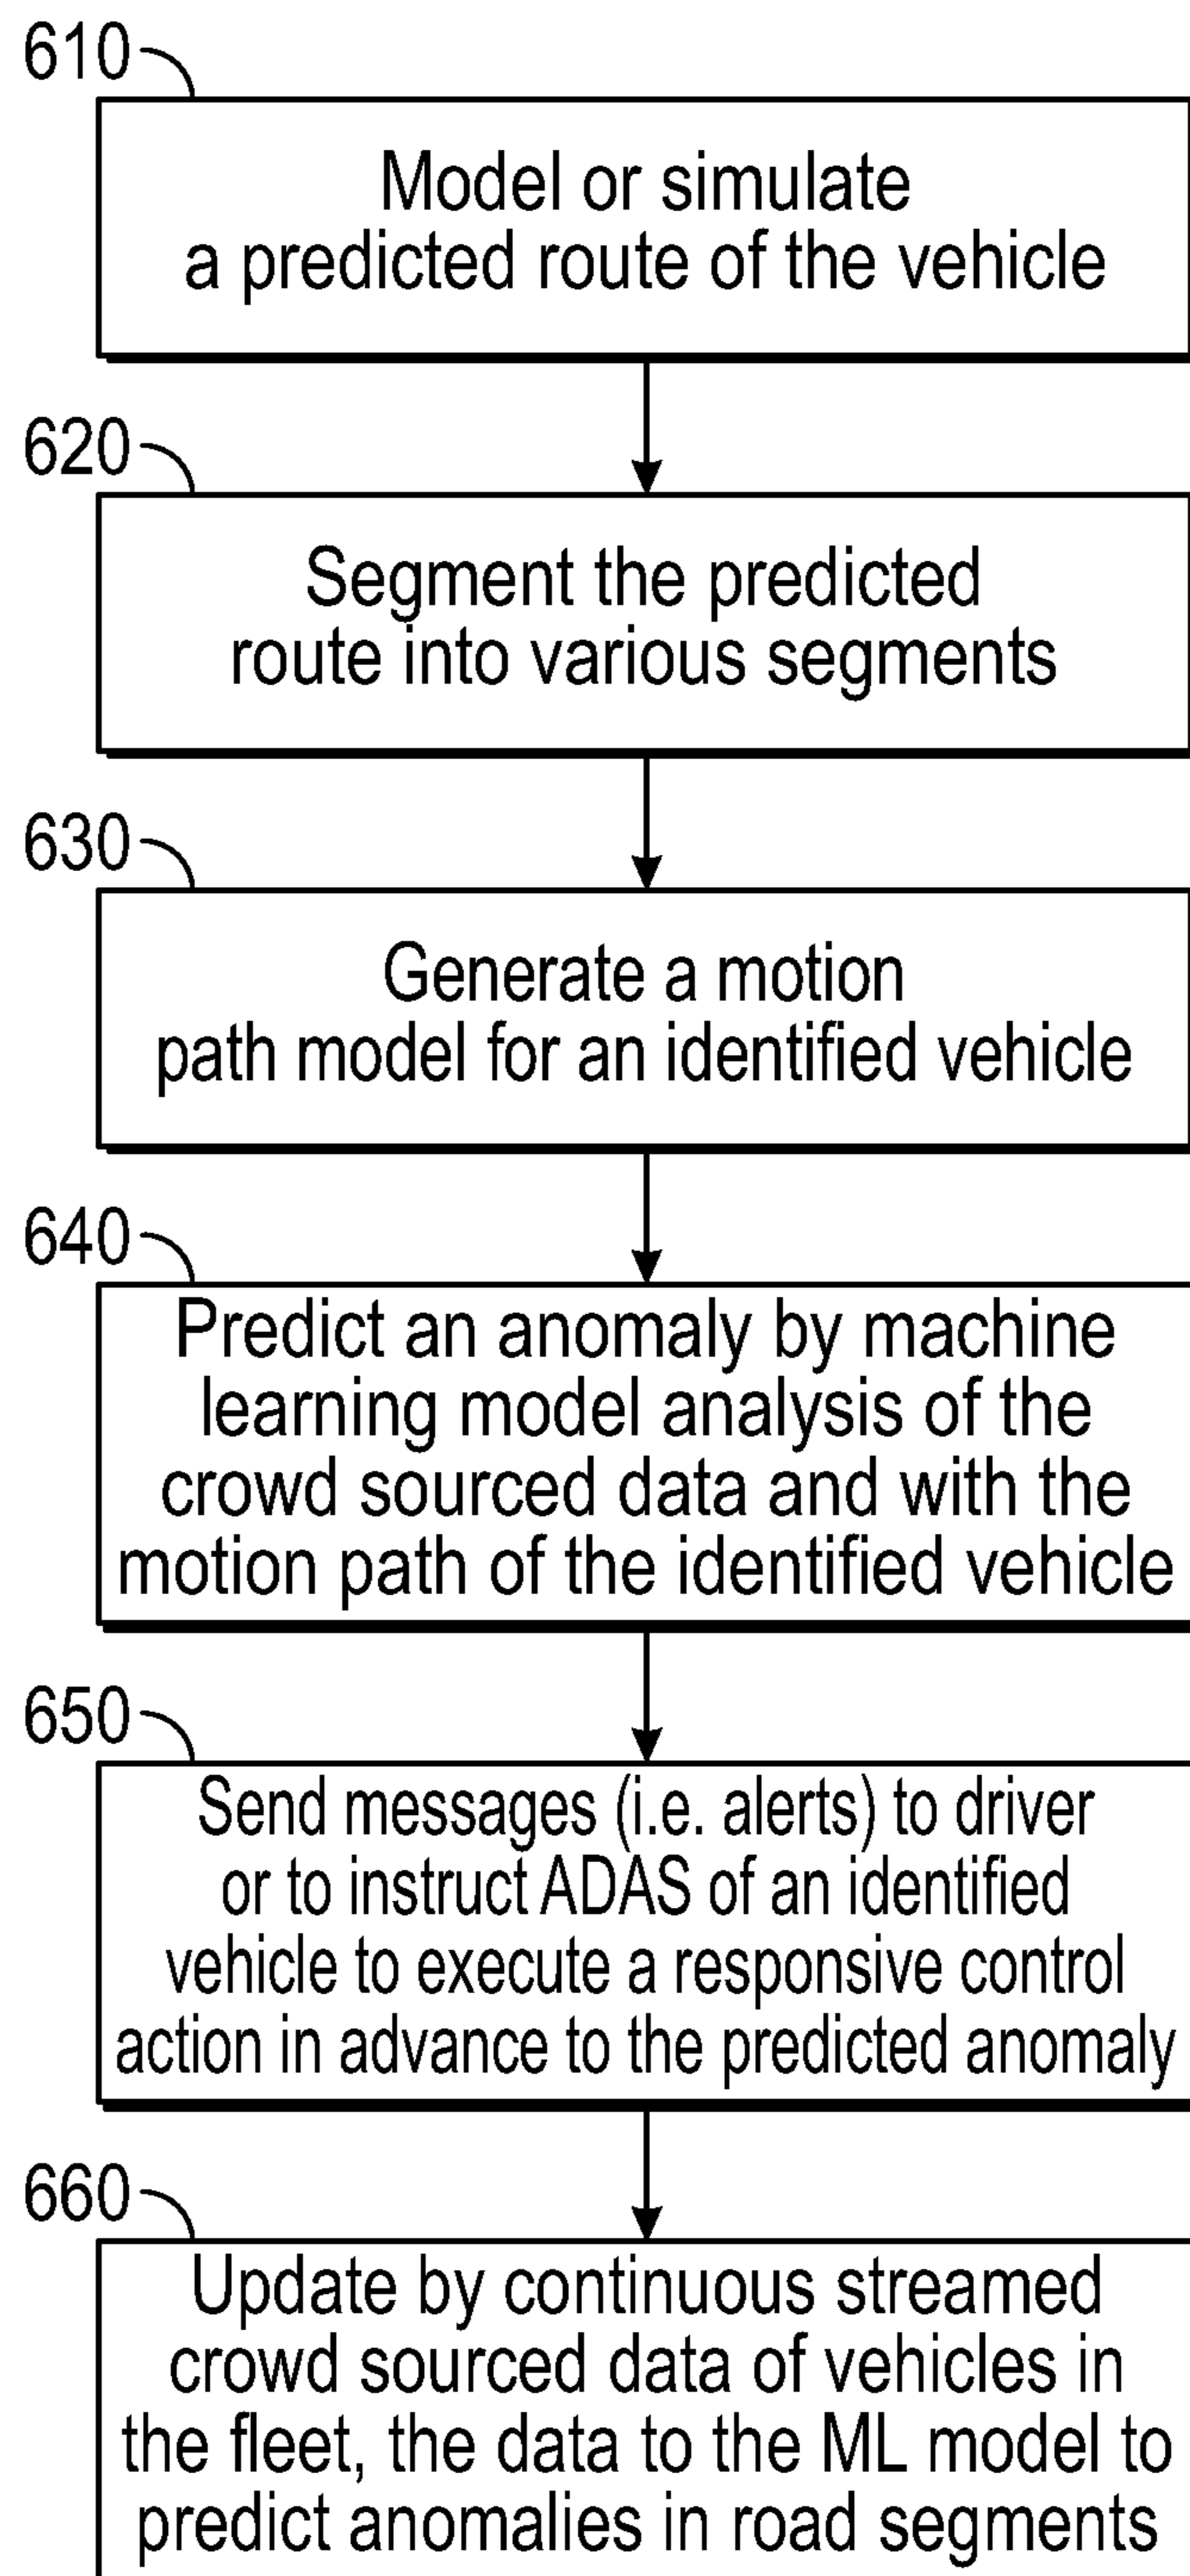 610
Model or simulate
a predicted route of the vehicle
620
Segment the predicted
route into various segments
630
Generate a motion
path model for an identified vehicle
640
Predict an anomaly by machine
learning model analysis of the
crowd sourced data and with the
motion path of the identified vehicle
650
Send messages (i.e. alerts) to driver
or to instruct ADAS of an identified
vehicle to execute a responsive control
action in advance to the predicted anomaly
660
Update by continuous streamed
crowd sourced data of vehicles in
the fleet, the data to the ML model to
predict anomalies in road segments